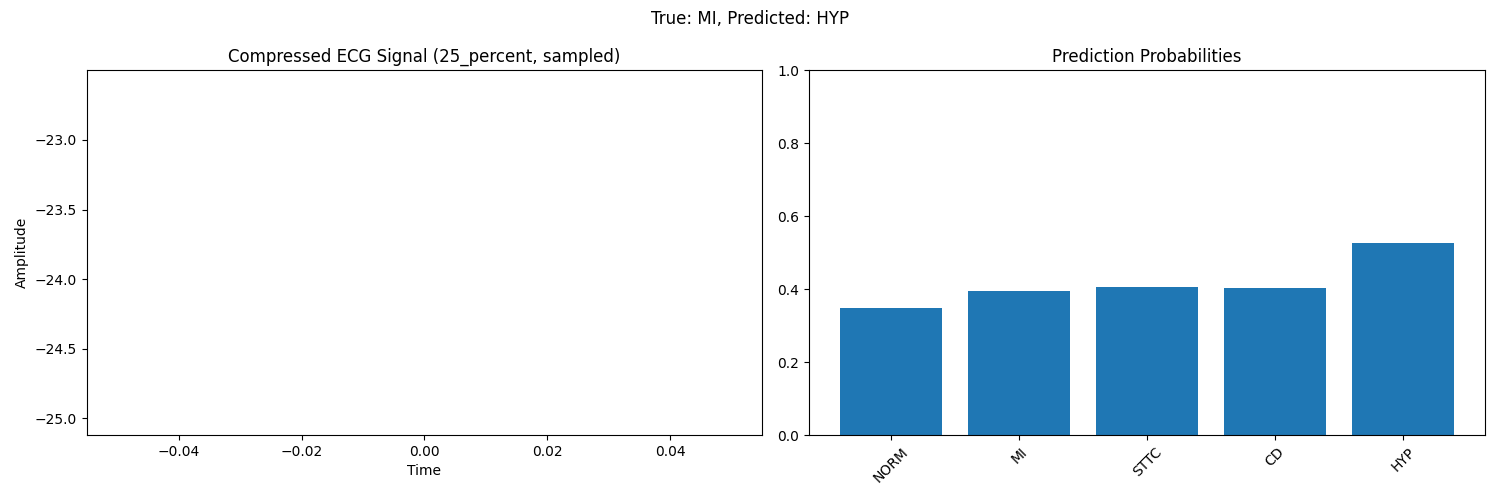 True: MI, Predicted: HYP
Compressed ECG Signal (25_percent, sampled)
Amplitude
−23.0
−23.5
−24.0
−24.5
−25.0
−0.04
−0.02
0.00
0.02
0.04
Time
Prediction Probabilities
1.0
0.8
0.6
0.4
0.2
0.0
NORM
MI
STTC
CD
HYP